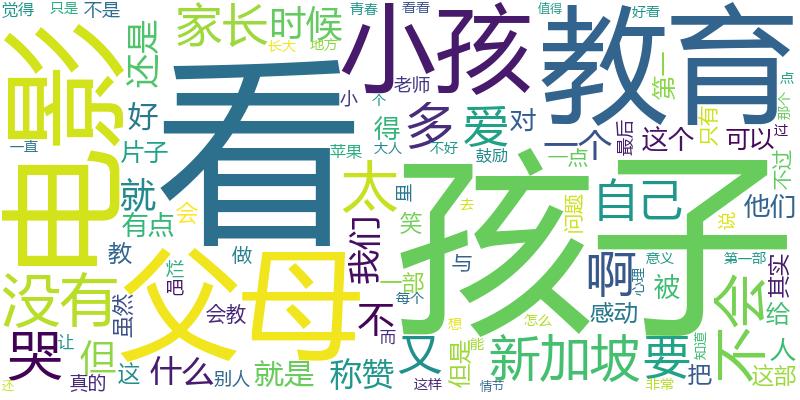 觉得 只是 不是
青春 看看
值得 好看
家长 时候
小孩
教育
长大 地方
电影
还是
看
老师
第一
点
那个
好
多
爱
对
小 个
得
一个
最后
这个
只有
可以
过
一直
片子
苹果 大人 不好 鼓励
一点
不过
就
太
里
孩子
自己
问题
说
他们
有点
会
笑
去
教
做
我们
与
啊
心理
意义 第一部
没有
父母
烂
吧
一部
每个
被
其实
不会
虽然
会教
不
而
想
怎么
感动
给
哭
但
让
这
什么
别人
就是
称赞
又
但是
能
新加坡
要
知道
把
人
还
真的
这样
情节
非常
这部